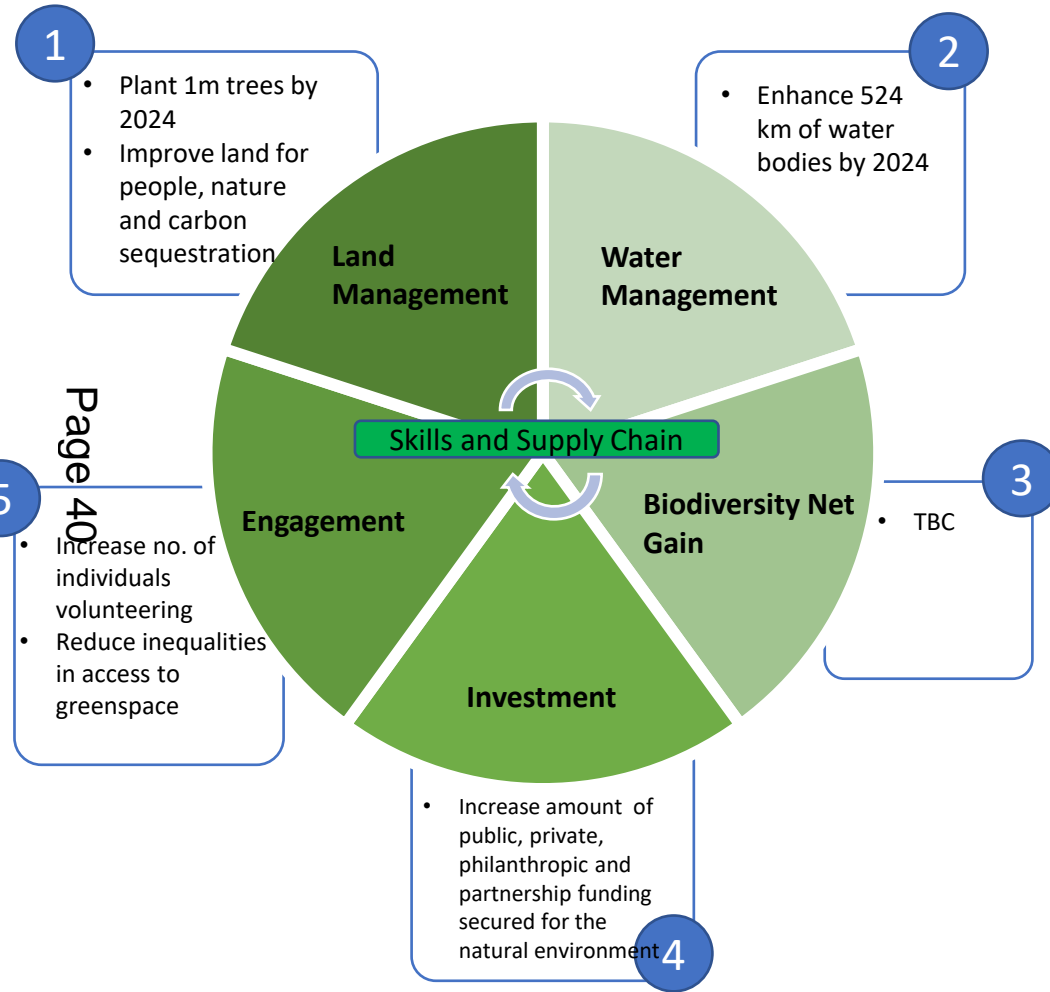 1
• Plant 1m trees by
2024
• Improve land for
people, nature
and carbon
sequestration
2
• Enhance 524
km of water
bodies by 2024
Land
Management
Water
Management
Skills and Supply Chain
Page 40
Engagement
Biodiversity Net
Gain
Investment
3
• TBC
5
• Increase no. of
individuals
volunteering
• Reduce inequalities
in access to
greenspace
• Increase amount of
public, private,
philanthropic and
partnership funding
secured for the
natural environment
4